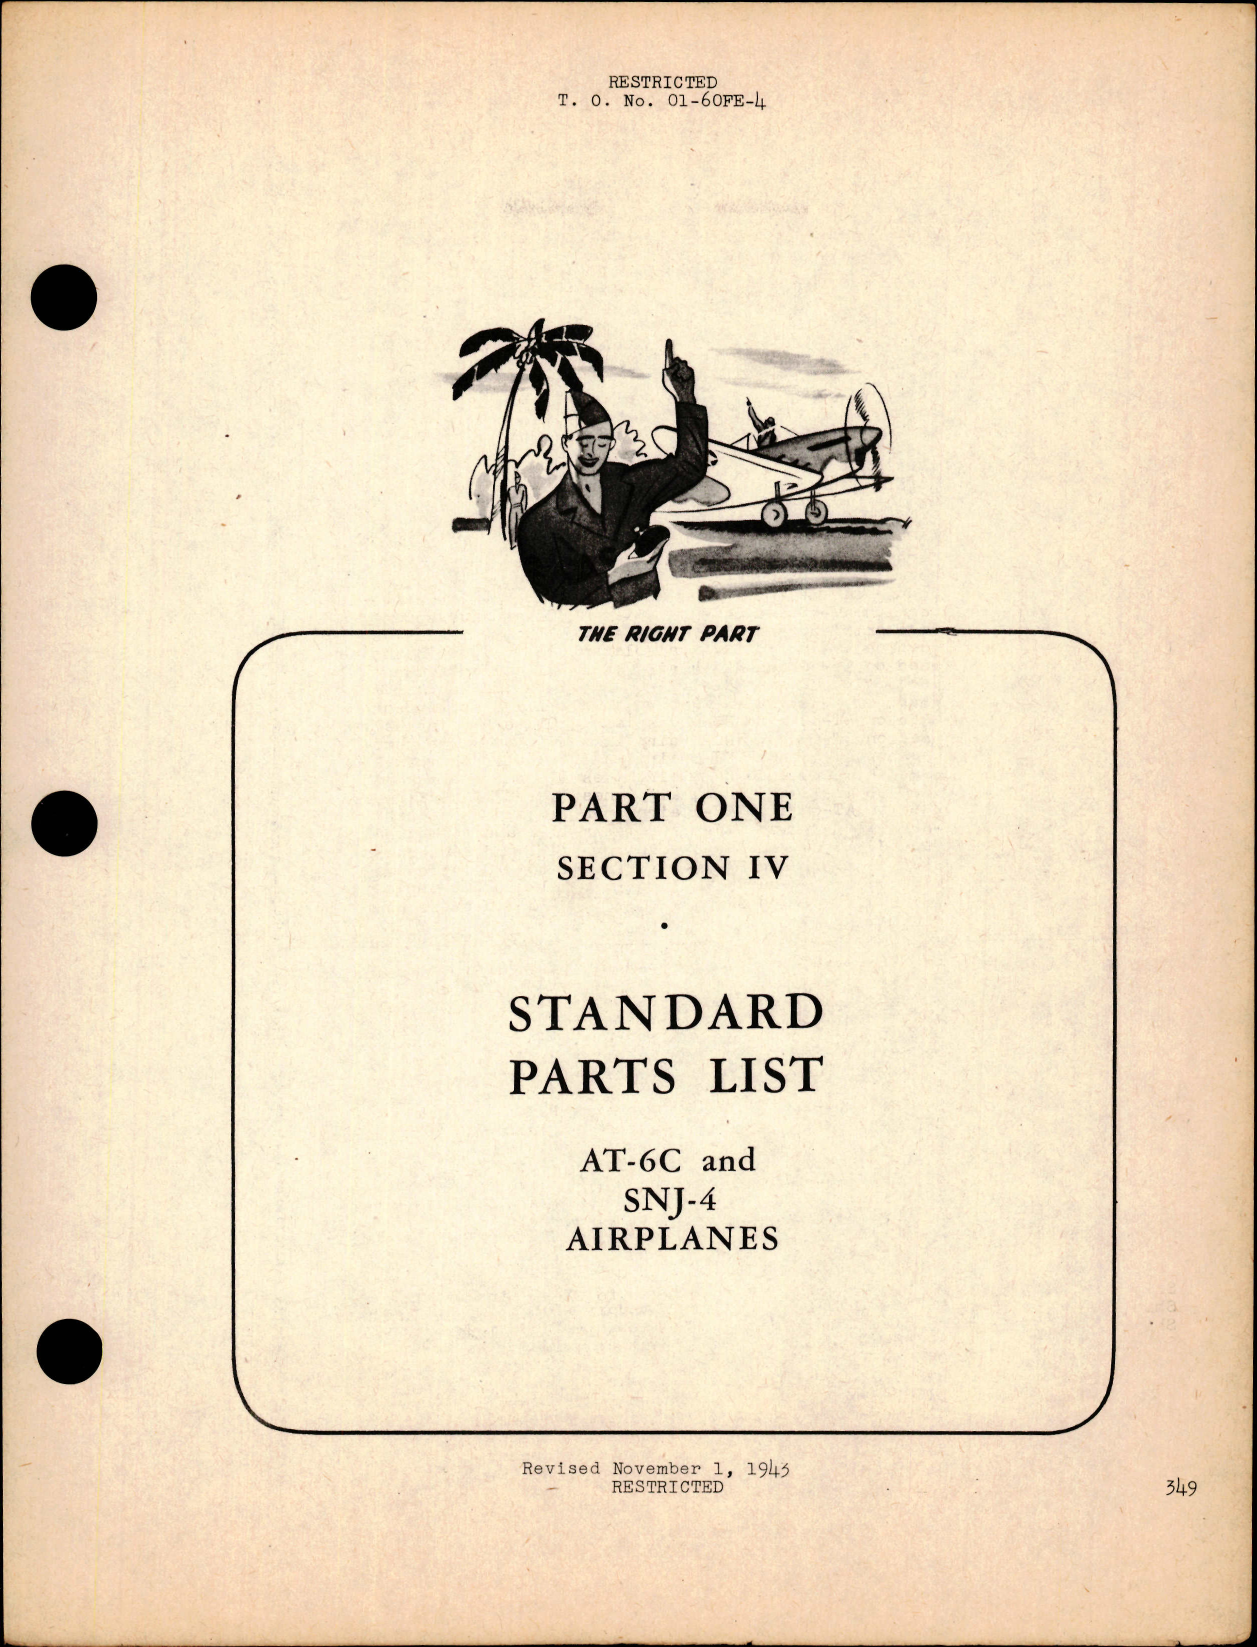 RESTRICTED
T. O. No. 01-60FE-4
THE RIGHT PART
PART ONE
SECTION IV
•
STANDARD
PARTS LIST
AT-6C and
SNJ-4
AIRPLANES
Revised November 1, 1943
RESTRICTED
349